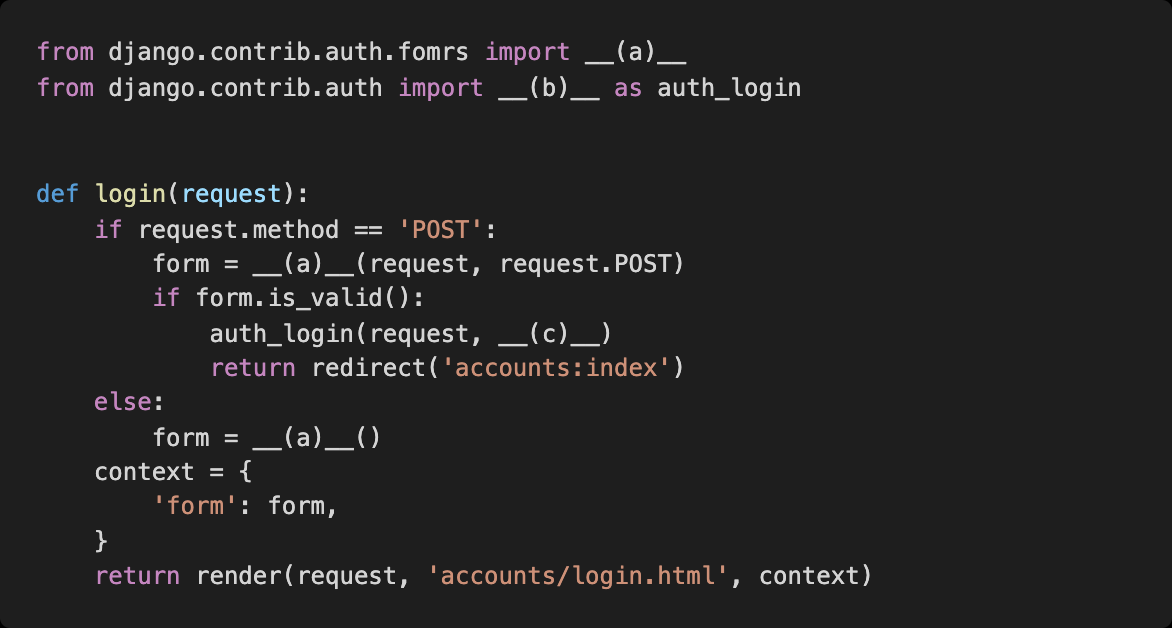 from django.contrib.auth.fomrs import __(a)__
from django.contrib.auth import __(b)__ as auth_login
def login(request):
    if request.method == 'POST':
        form = __(a)__(request, request.POST)
        if form.is_valid():
            auth_login(request, __(c)__)
            return redirect('accounts:index')
    else:
        form = __(a)__()
    context = {
        'form': form,
    }
    return render(request, 'accounts/login.html', context)